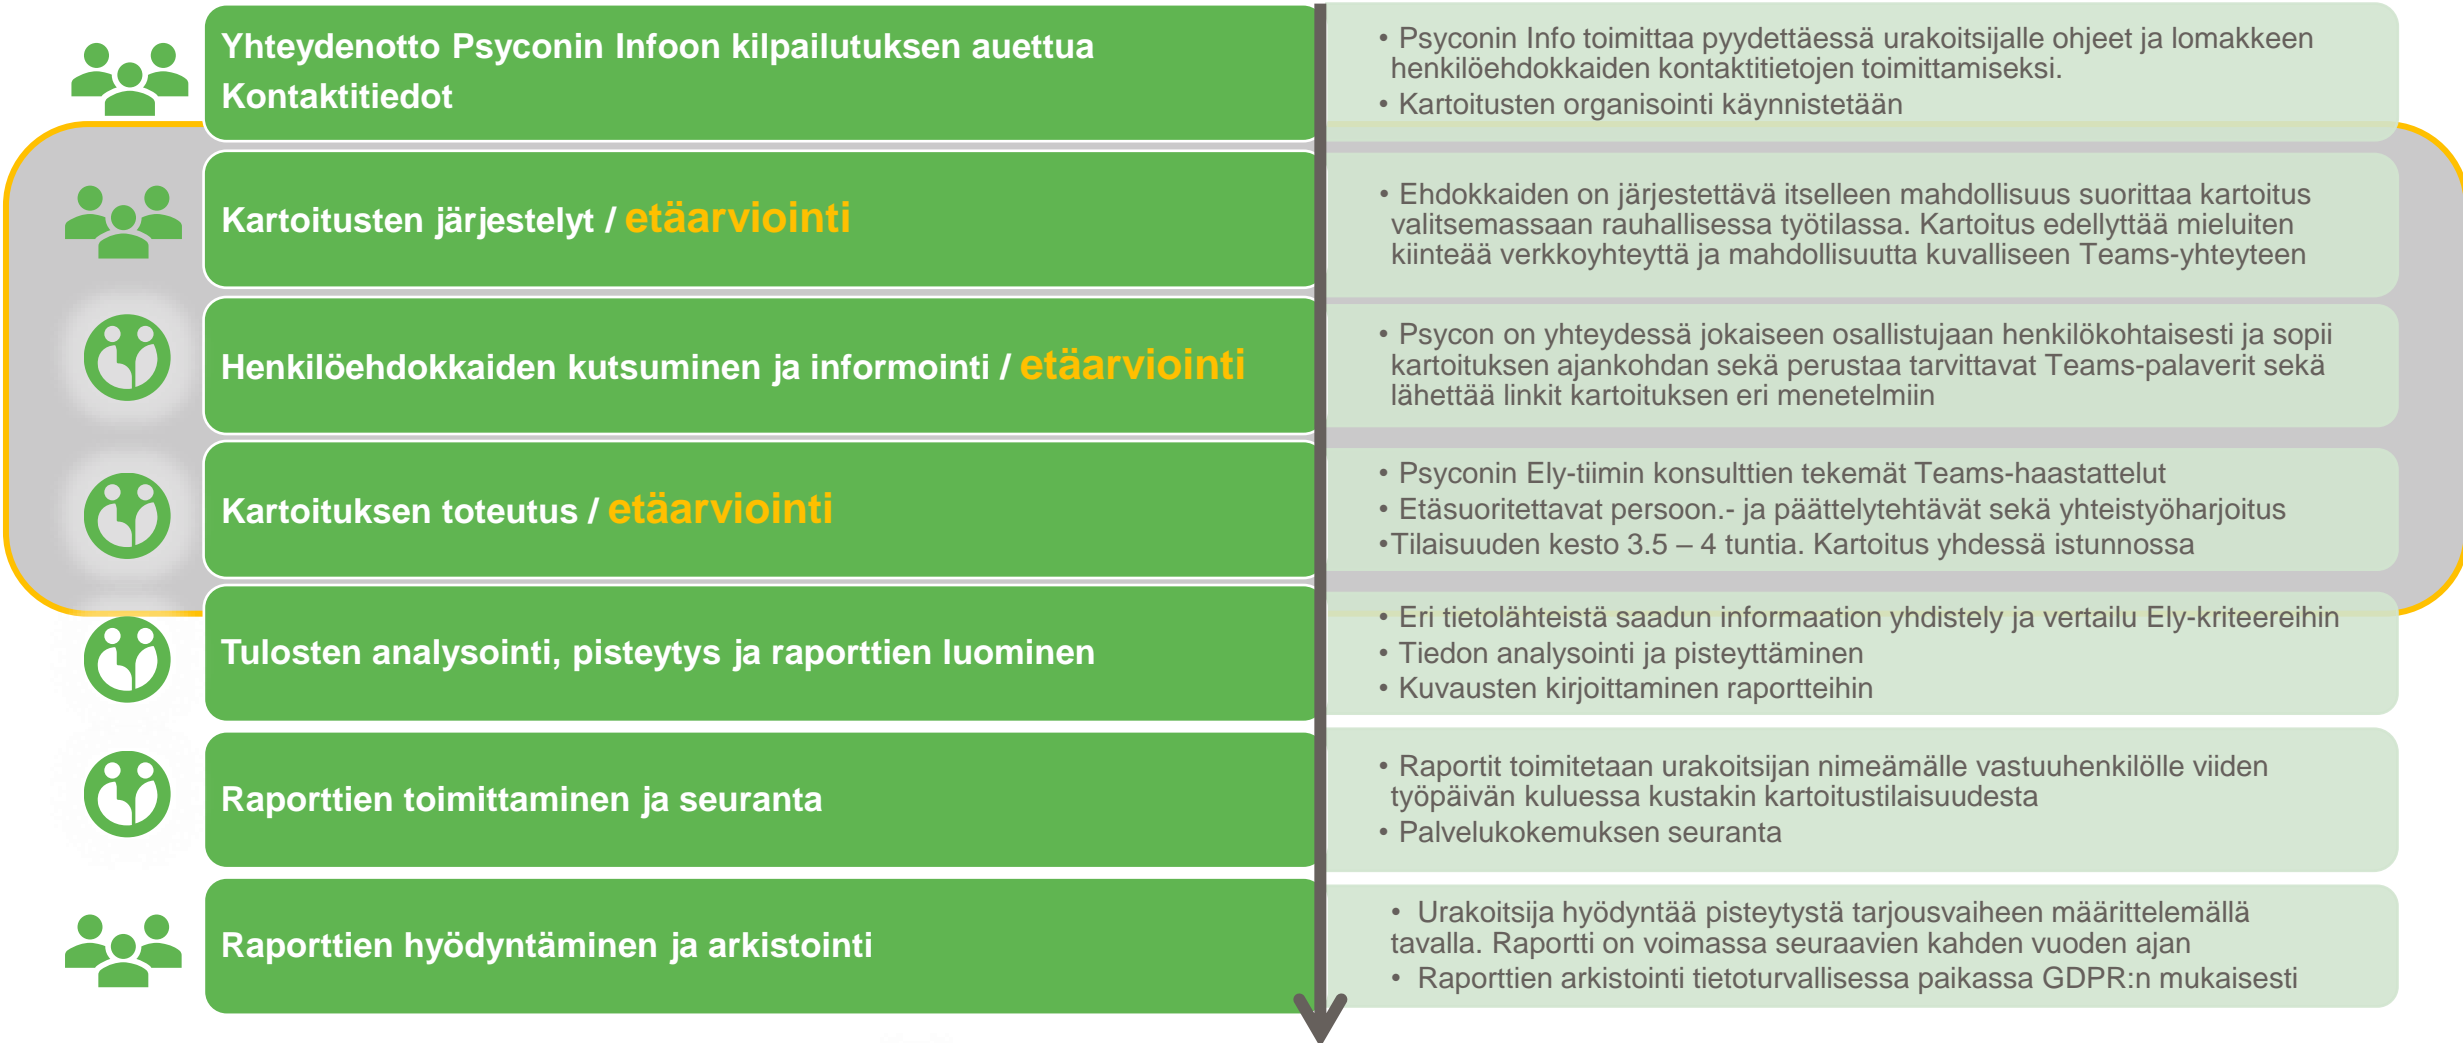 Yhteydenotto Psyconin Infoon kilpailutuksen auettua
Kontaktitiedot
• Psyconin Info toimittaa pyydettäessä urakoitsijalle ohjeet ja lomakkeen
henkilöehdokkaiden kontaktitietojen toimittamiseksi.
• Kartoitusten organisointi käynnistetään
Kartoitusten järjestelyt / etäarviointi
• Ehdokkaiden on järjestettävä itselleen mahdollisuus suorittaa kartoitus
valitsemassaan rauhallisessa työtilassa. Kartoitus edellyttää mieluiten
kiinteää verkkoyhteyttä ja mahdollisuutta kuvalliseen Teams-yhteyteen
Henkilöehdokkaiden kutsuminen ja informointi / etäarviointi
• Psycon on yhteydessä jokaiseen osallistujaan henkilökohtaisesti ja sopii
kartoituksen ajankohdan sekä perustaa tarvittavat Teams-palaverit sekä
lähettää linkit kartoituksen eri menetelmiin
Kartoituksen toteutus / etäarviointi
• Psyconin Ely-tiimin konsulttien tekemät Teams-haastattelut
• Etäsuoritettavat persoon.- ja päättelytehtävät sekä yhteistyöharjoitus
•Tilaisuuden kesto 3.5 – 4 tuntia. Kartoitus yhdessä istunnossa
Tulosten analysointi, pisteytys ja raporttien luominen
• Eri tietolähteistä saadun informaation yhdistely ja vertailu Ely-kriteereihin
• Tiedon analysointi ja pisteyttäminen
• Kuvausten kirjoittaminen raportteihin
Raporttien toimittaminen ja seuranta
• Raportit toimitetaan urakoitsijan nimeämälle vastuuhenkilölle viiden
työpäivän kuluessa kustakin kartoitustilaisuudesta
• Palvelukokemuksen seuranta
Raporttien hyödyntäminen ja arkistointi
• Urakoitsija hyödyntää pisteytystä tarjousvaiheen määrittelemällä
tavalla. Raportti on voimassa seuraavien kahden vuoden ajan
• Raporttien arkistointi tietoturvallisessa paikassa GDPR:n mukaisesti